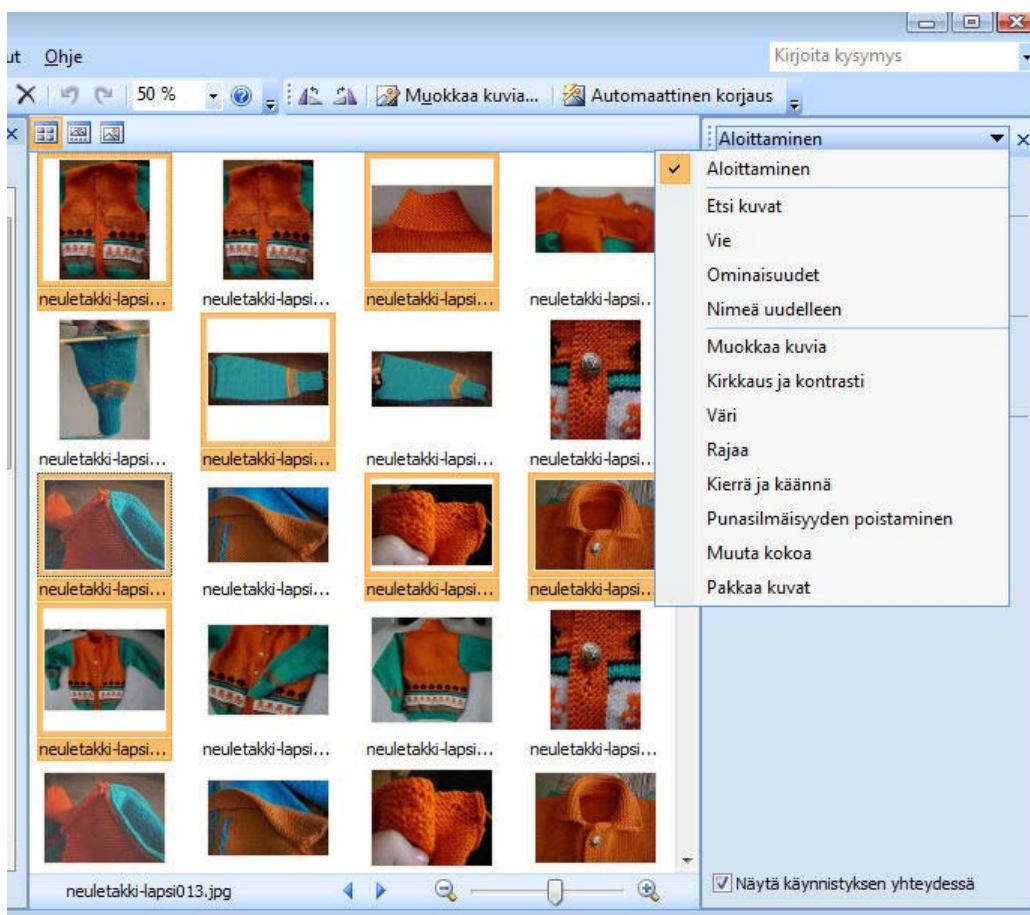 ut Ohje Kirjoita kysymys
50 % Muokkaa kuvia... Automaattinen korjaus
Aloittaminen
Aloittaminen
Etsi kuvat
Vie
Ominaisuudet
Nimeä uudelleen
Muokkaa kuvia
Kirkkaus ja kontrasti
Väri
Rajaa
Kierrä ja käännä
Punasilmäisyyden poistaminen
Muuta kokoa
Pakkaa kuvat
neuletakki-lapsi... neuletakki-lapsi... neuletakki-lapsi... neuletakki-lapsi...
neuletakki-lapsi... neuletakki-lapsi... neuletakki-lapsi... neuletakki-lapsi...
neuletakki-lapsi... neuletakki-lapsi... neuletakki-lapsi... neuletakki-lapsi...
neuletakki-lapsi... neuletakki-lapsi... neuletakki-lapsi... neuletakki-lapsi...
neuletakki-lapsi013.jpg
Näytä käynnistyksen yhteydessä